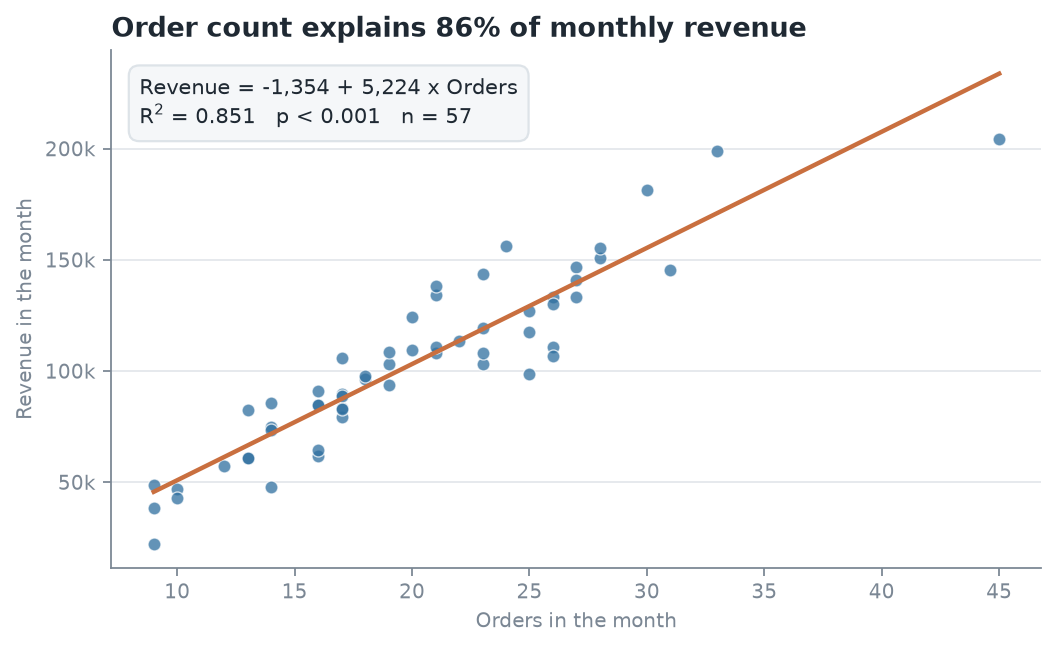 Order count explains 86% of monthly revenue
Revenue = -1,354 + 5,224 x Orders
R² = 0.851 p < 0.001 n = 57
200k
150k
100k
50k
Revenue in the month
10 15 20 25 30 35 40 45
Orders in the month